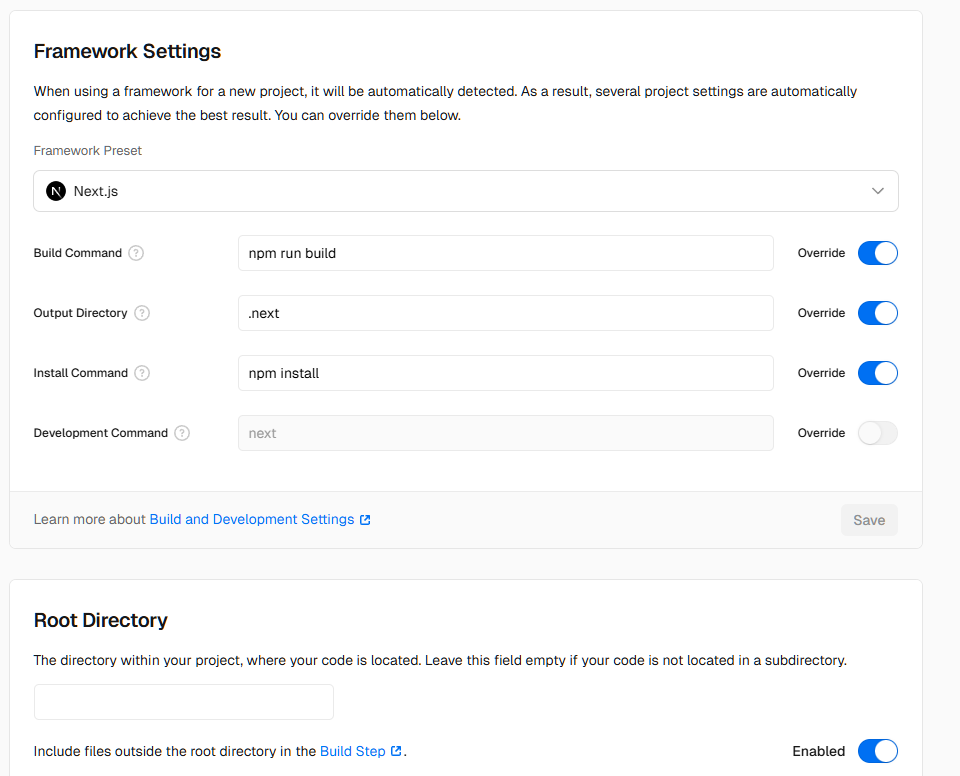 Framework Settings
When using a framework for a new project, it will be automatically detected. As a result, several project settings are automatically
configured to achieve the best result. You can override them below.
Framework Preset
N Next.js
Build Command ? npm run build Override
Output Directory ? .next Override
Install Command ? npm install Override
Development Command ? next Override
Learn more about Build and Development Settings Save
Root Directory
The directory within your project, where your code is located. Leave this field empty if your code is not located in a subdirectory.
Include files outside the root directory in the Build Step . Enabled